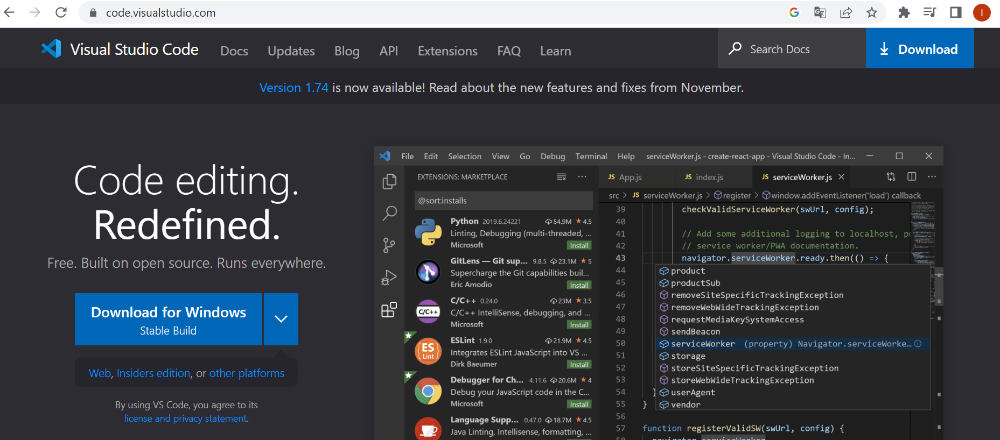 code.visualstudio.com
I
Visual Studio Code Docs Updates Blog API Extensions FAQ Learn Search Docs Download
Version 1.74 is now available! Read about the new features and fixes from November.
Code editing.
Redefined.
Free. Built on open source. Runs everywhere.
Download for Windows
Stable Build
Web, Insiders edition, or other platforms
By using VS Code, you agree to its
license and privacy statement.
File Edit Selection View Go Debug Terminal Help serviceWorker.js - create-react-app - Visual Studio Code - In...
EXTENSIONS: MARKETPLACE
@sort:installs
Python 2019.6.24221 54.9M 4.5
Linting, Debugging (multi-threaded, ...
Microsoft Install
GitLens — Git sup... 9.8.5 23.1M 5
Supercharge the Git capabilities buil...
Eric Amodio Install
C/C++
C/C++ 0.24.0 23M 3.5
C/C++ IntelliSense, debugging, and ...
Microsoft Install
ES
Lint
ESLint 1.9.0 21.9M 4.5
Integrates ESLint JavaScript into VS ...
Dirk Baeumer Install
Debugger for Ch... 4.11.6 20.6M 4
Debug your JavaScript code in the C...
Microsoft Install
Language Supp... 0.47.0 18.7M 4.5
Java Linting, Intellisense, formatting, ...
JS App.js JS index.js JS serviceWorker.js
src > JS serviceWorker.js > register > window.addEventListener('load') callback
39 checkValidServiceWorker(swUrl, config);
40
41 // Add some additional logging to localhost, po
42 // service worker/PWA documentation.
43 navigator.serviceWorker.ready.then(() => {
44 product
45 productSub
46 removeSiteSpecificTrackingException
47 removeWebWideTrackingException
48 requestMediaKeySystemAccess
49 sendBeacon
50 serviceWorker (property) Navigator.serviceWorke...
51 storage
52 storeSiteSpecificTrackingException
53 storeWebWideTrackingException
54 } userAgent
55 } vendor
56
57 function registerValidSW(swUrl, config) {
58 navigator.serviceWorker